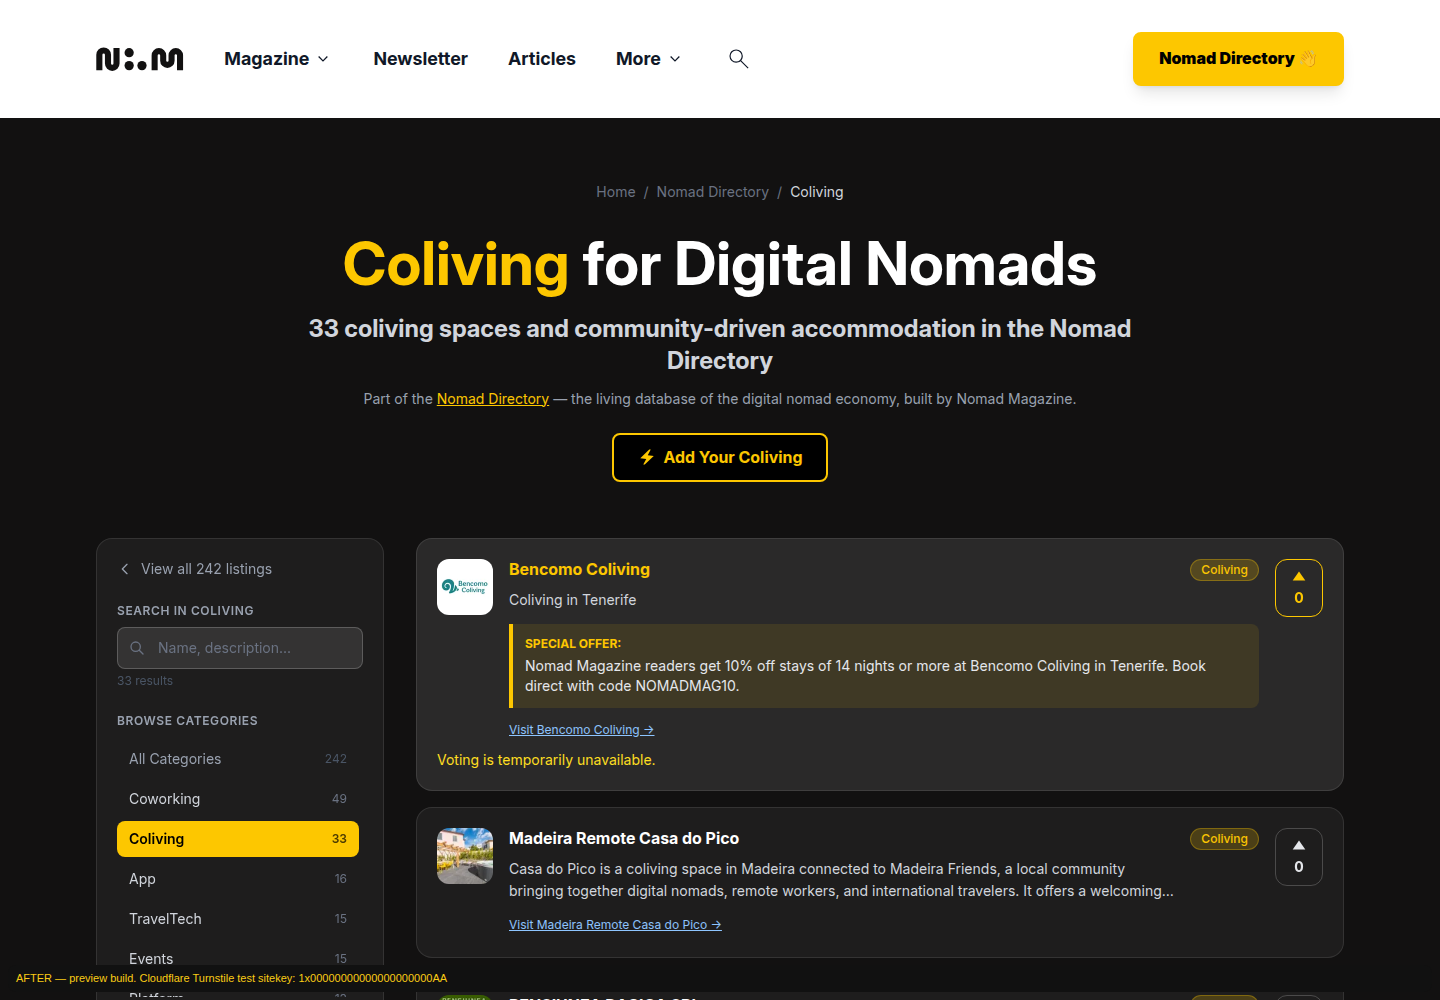 N:.M
Magazine
Newsletter
Articles
More
Nomad Directory 👋
Home / Nomad Directory / Coliving
Coliving for Digital Nomads
33 coliving spaces and community-driven accommodation in the Nomad
Directory
Part of the Nomad Directory — the living database of the digital nomad economy, built by Nomad Magazine.
⚡ Add Your Coliving
View all 242 listings
SEARCH IN COLIVING
Name, description...
33 results
BROWSE CATEGORIES
All Categories 242
Coworking 49
Coliving 33
App 16
TravelTech 15
Events 15
Bencomo Coliving
Bencomo Coliving
Coliving
▲
0
Coliving in Tenerife
SPECIAL OFFER:
Nomad Magazine readers get 10% off stays of 14 nights or more at Bencomo Coliving in Tenerife. Book
direct with code NOMADMAG10.
Visit Bencomo Coliving →
Voting is temporarily unavailable.
Madeira Remote Casa do Pico
Coliving
▲
0
Casa do Pico is a coliving space in Madeira connected to Madeira Friends, a local community
bringing together digital nomads, remote workers, and international travelers. It offers a welcoming...
Visit Madeira Remote Casa do Pico →
AFTER — preview build. Cloudflare Turnstile test sitekey: 1x00000000000000000000AA